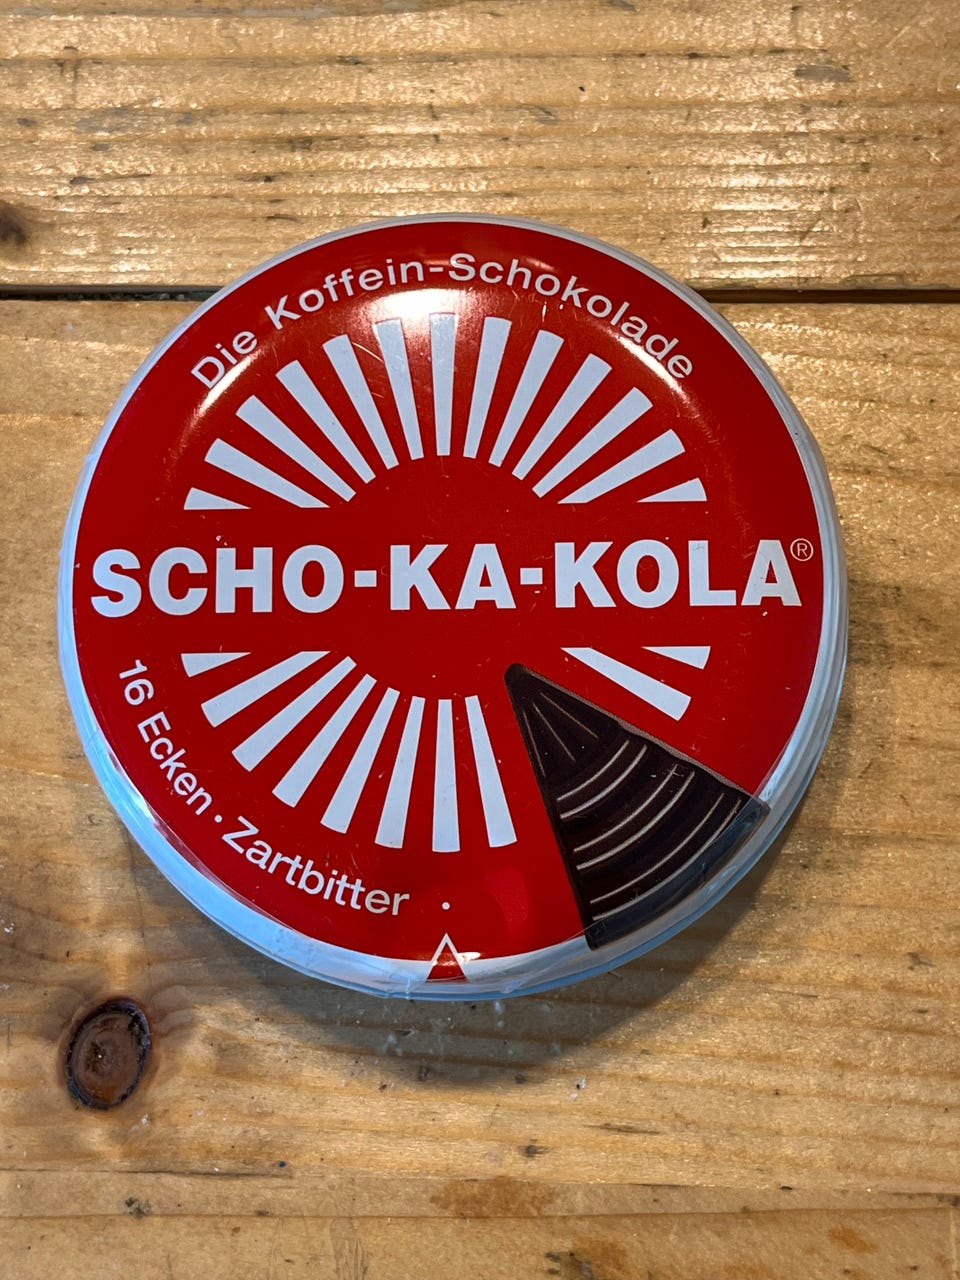 Die Koffein-Schokolade
SCHO-KA-KOLA®
16 Ecken · Zartbitter ·